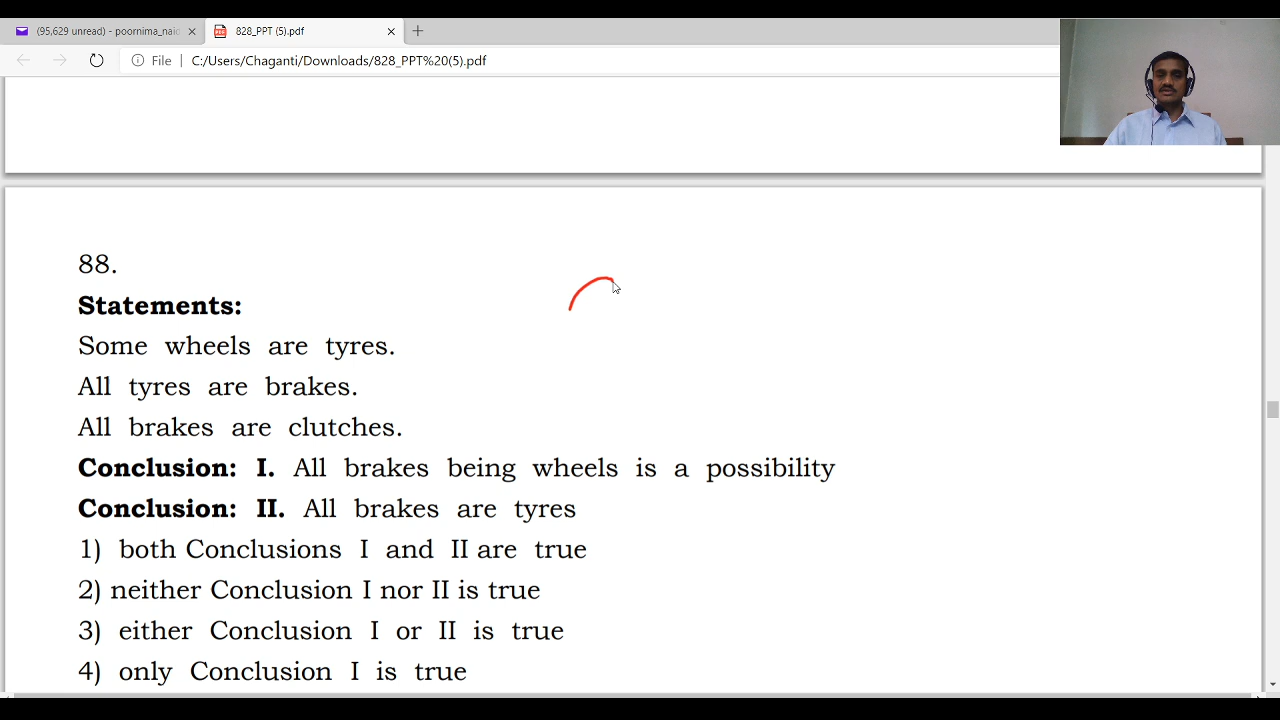 (95,629 unread) - poornima_naid
828_PPT (5).pdf
File | C:/Users/Chaganti/Downloads/828_PPT%20(5).pdf
88.
Statements:
Some wheels are tyres.
All tyres are brakes.
All brakes are clutches.
Conclusion: I. All brakes being wheels is a possibility
Conclusion: II. All brakes are tyres
1) both Conclusions I and II are true
2) neither Conclusion I nor II is true
3) either Conclusion I or II is true
4) only Conclusion I is true